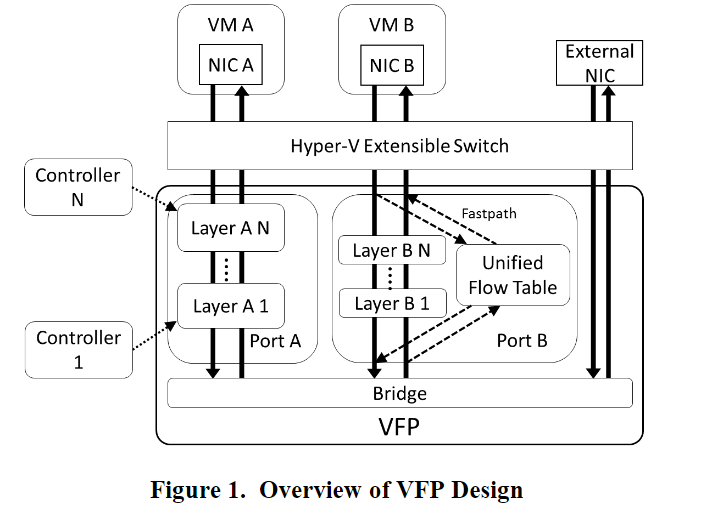 VM A
NIC A
VM B
NIC B
External
NIC
Hyper-V Extensible Switch
Controller
N
Layer A N
Layer A 1
Port A
Controller
1
Fastpath
Layer B N
Layer B 1
Unified
Flow Table
Port B
Bridge
VFP
Figure 1.  Overview of VFP Design